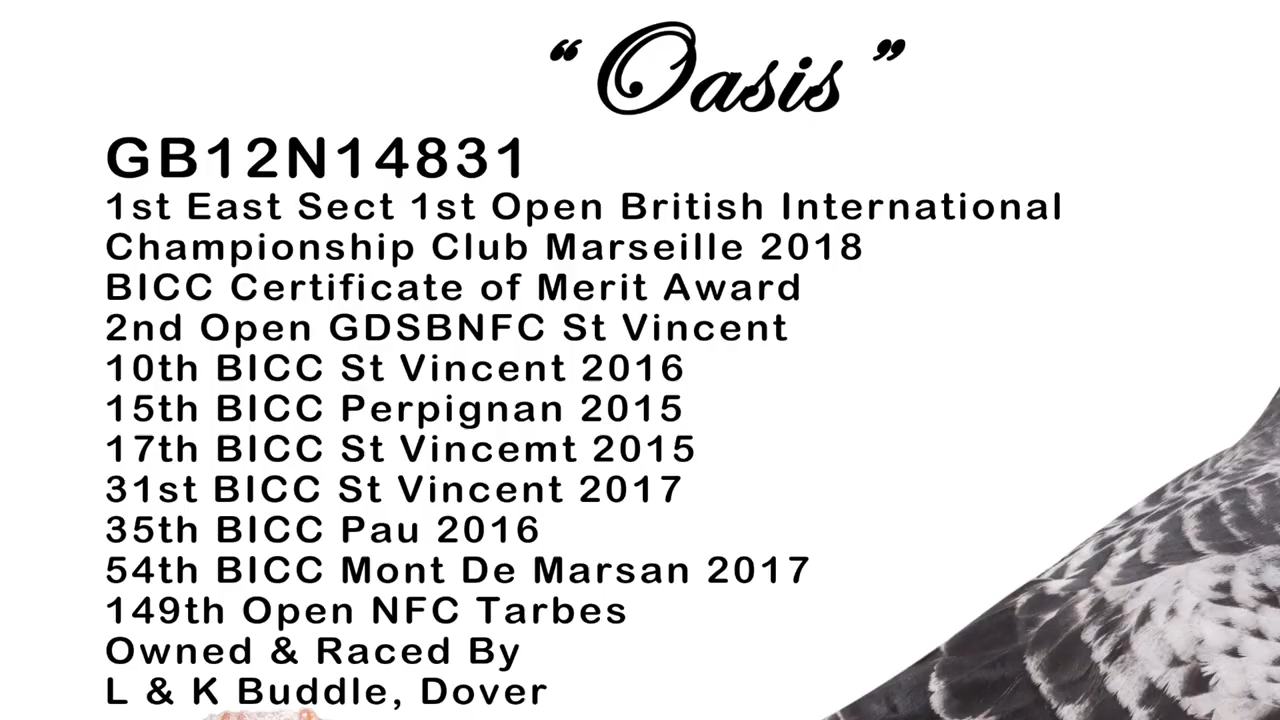 “Oasis”
GB12N14831
1st East Sect 1st Open British International
Championship Club Marseille 2018
BICC Certificate of Merit Award
2nd Open GDSBNFC St Vincent
10th BICC St Vincent 2016
15th BICC Perpignan 2015
17th BICC St Vincemt 2015
31st BICC St Vincent 2017
35th BICC Pau 2016
54th BICC Mont De Marsan 2017
149th Open NFC Tarbes
Owned & Raced By
L & K Buddle, Dover